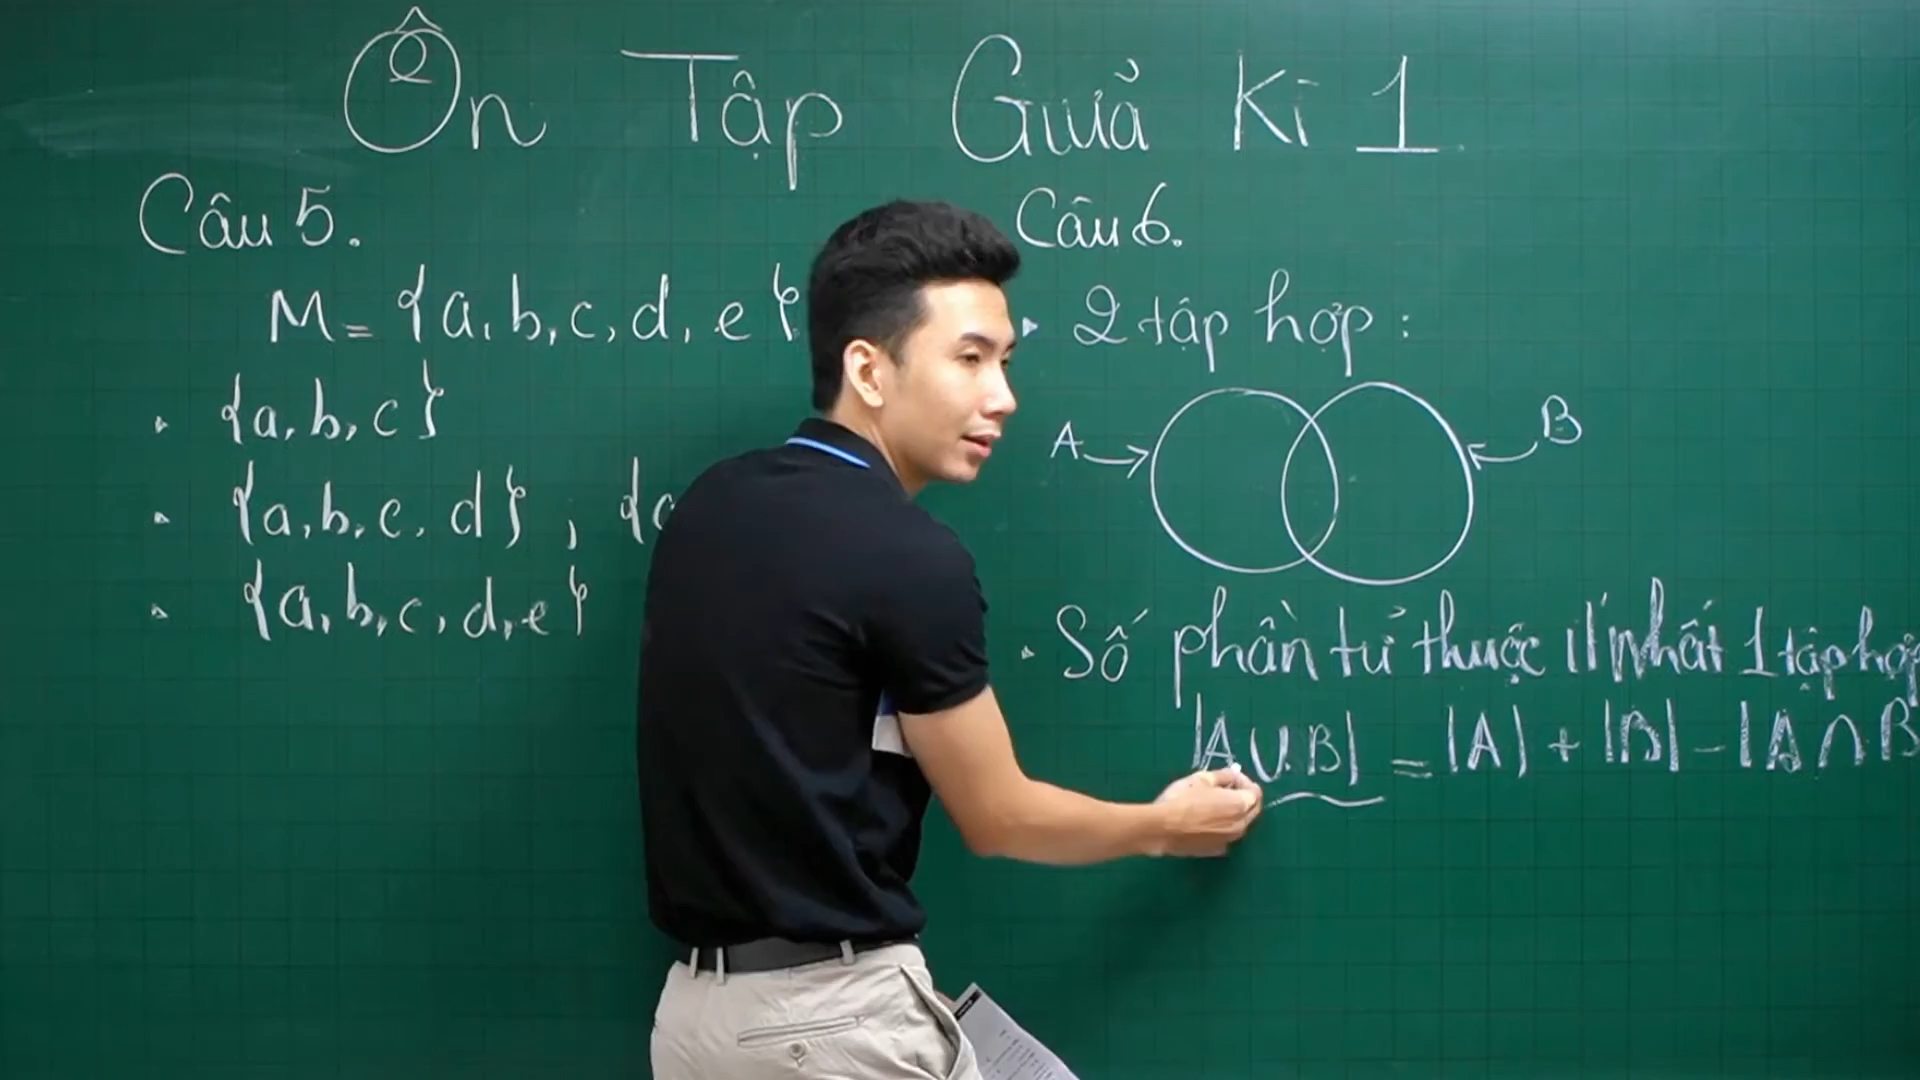 Ôn Tập Giữa Kì 1
Câu 5.
M = {a, b, c, d, e}
{a, b, c}
{a, b, c, d} , {a
{a, b, c, d, e}
Câu 6.
2 tập hợp:
A B
Số phần tử thuộc ít nhất 1 tập hợp
|A ∪ B| = |A| + |B| - |A ∩ B